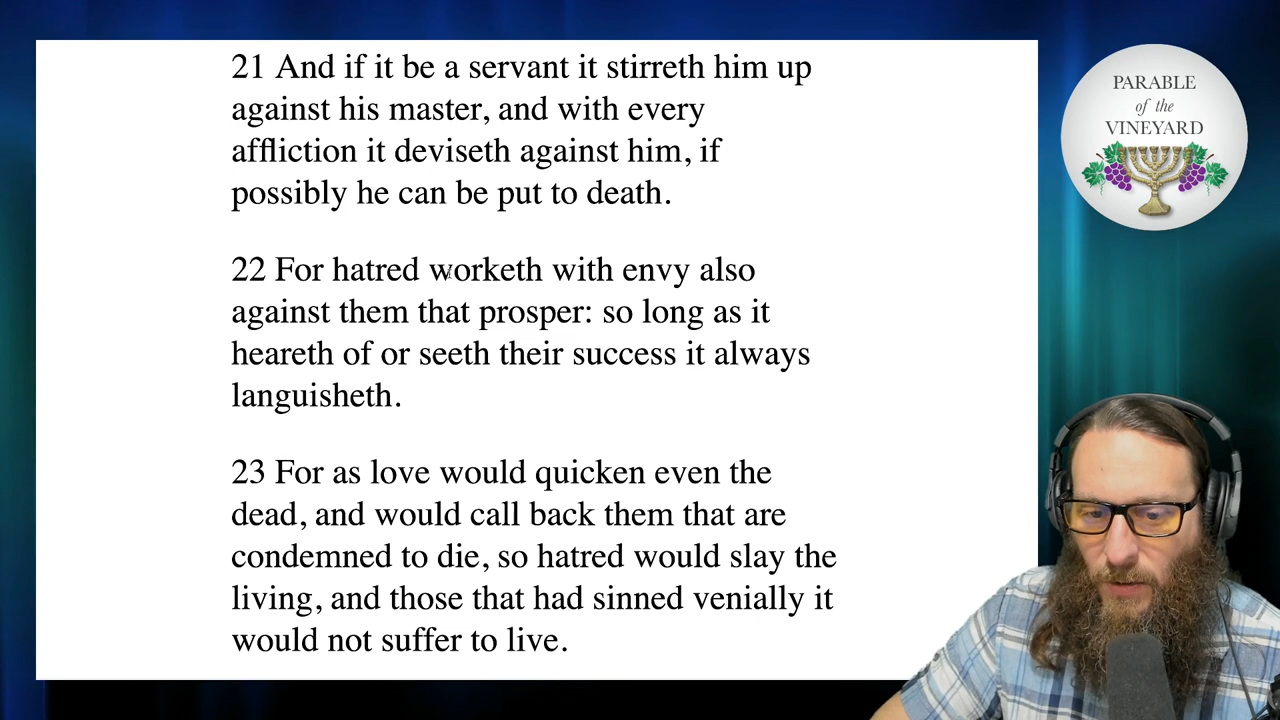 21 And if it be a servant it stirreth him up
against his master, and with every
affliction it deviseth against him, if
possibly he can be put to death.
22 For hatred worketh with envy also
against them that prosper: so long as it
heareth of or seeth their success it always
languisheth.
23 For as love would quicken even the
dead, and would call back them that are
condemned to die, so hatred would slay the
living, and those that had sinned venially it
would not suffer to live.
PARABLE
of the
VINEYARD